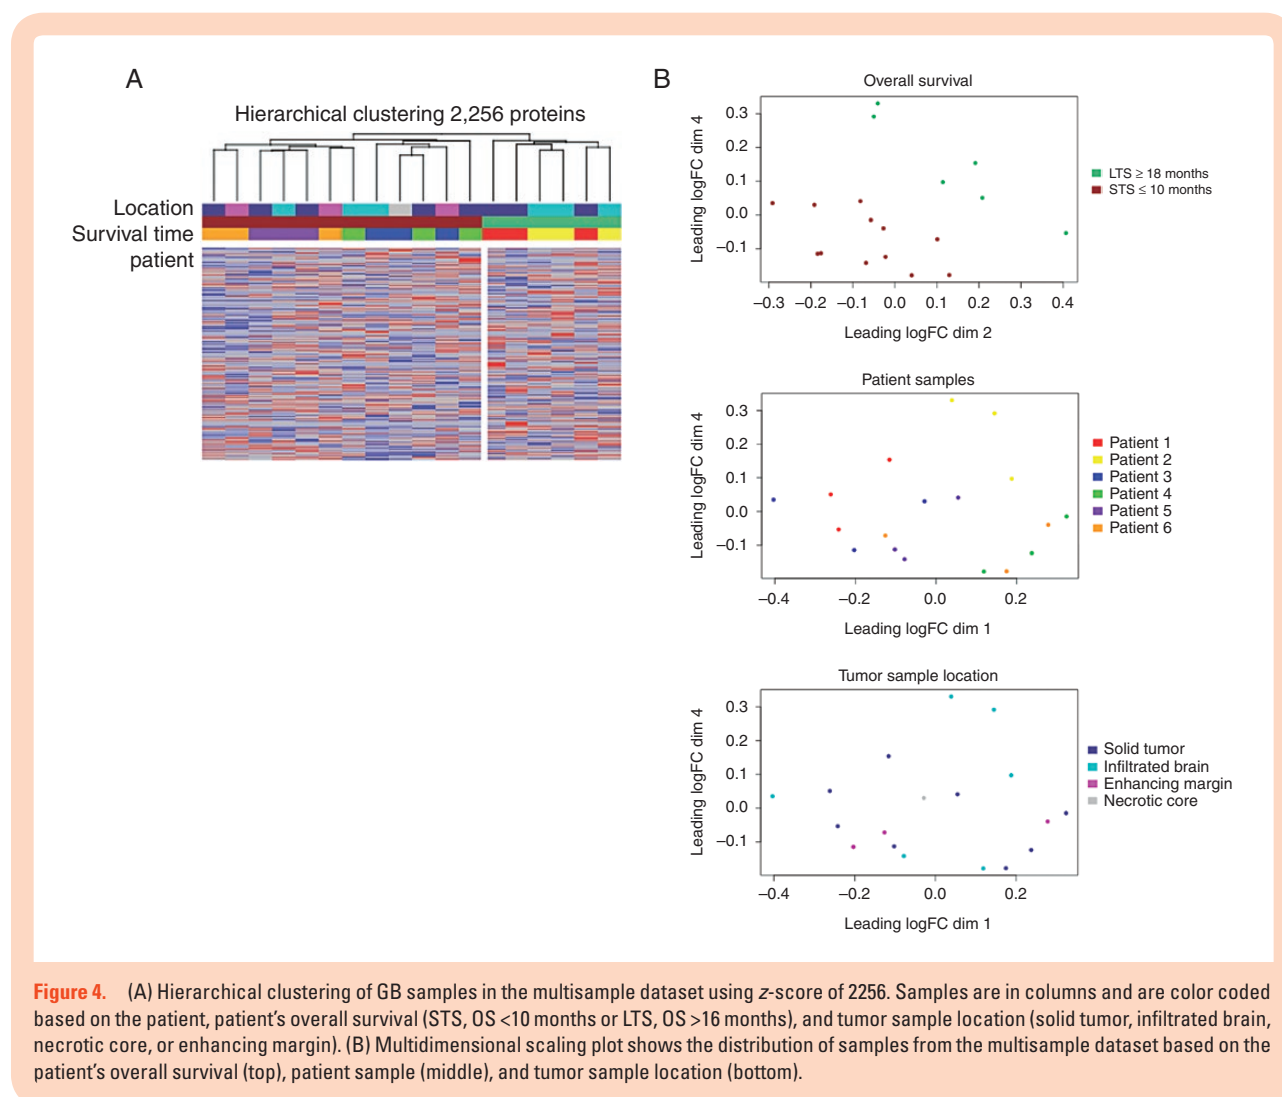 A
Hierarchical clustering 2,256 proteins
Location
Survival time
patient
B
Overall survival
Leading logFC dim 4
0.3
0.2
0.1
0.0
–0.1
–0.3 –0.2 –0.1 0.0 0.1 0.2 0.3 0.4
Leading logFC dim 2
LTS ≥ 18 months
STS ≤ 10 months
Patient samples
Leading logFC dim 4
0.3
0.2
0.1
0.0
–0.1
–0.4 –0.2 0.0 0.2
Leading logFC dim 1
Patient 1
Patient 2
Patient 3
Patient 4
Patient 5
Patient 6
Tumor sample location
Leading logFC dim 4
0.3
0.2
0.1
0.0
–0.1
–0.4 –0.2 0.0 0.2
Leading logFC dim 1
Solid tumor
Infiltrated brain
Enhancing margin
Necrotic core
Figure 4. (A) Hierarchical clustering of GB samples in the multisample dataset using z-score of 2256. Samples are in columns and are color coded
based on the patient, patient's overall survival (STS, OS <10 months or LTS, OS >16 months), and tumor sample location (solid tumor, infiltrated brain,
necrotic core, or enhancing margin). (B) Multidimensional scaling plot shows the distribution of samples from the multisample dataset based on the
patient's overall survival (top), patient sample (middle), and tumor sample location (bottom).